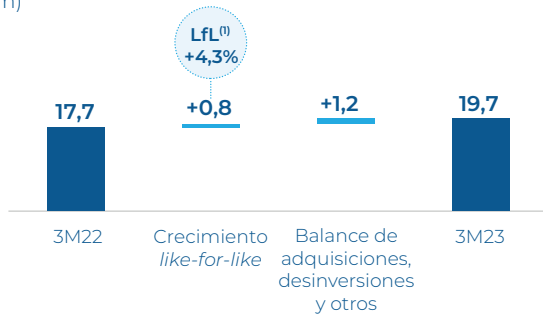 n)
LfL(1)
+4,3%
17,7
+0,8
+1,2
19,7
3M22
Crecimiento
like-for-like
Balance de
adquisiciones,
desinversiones
y otros
3M23